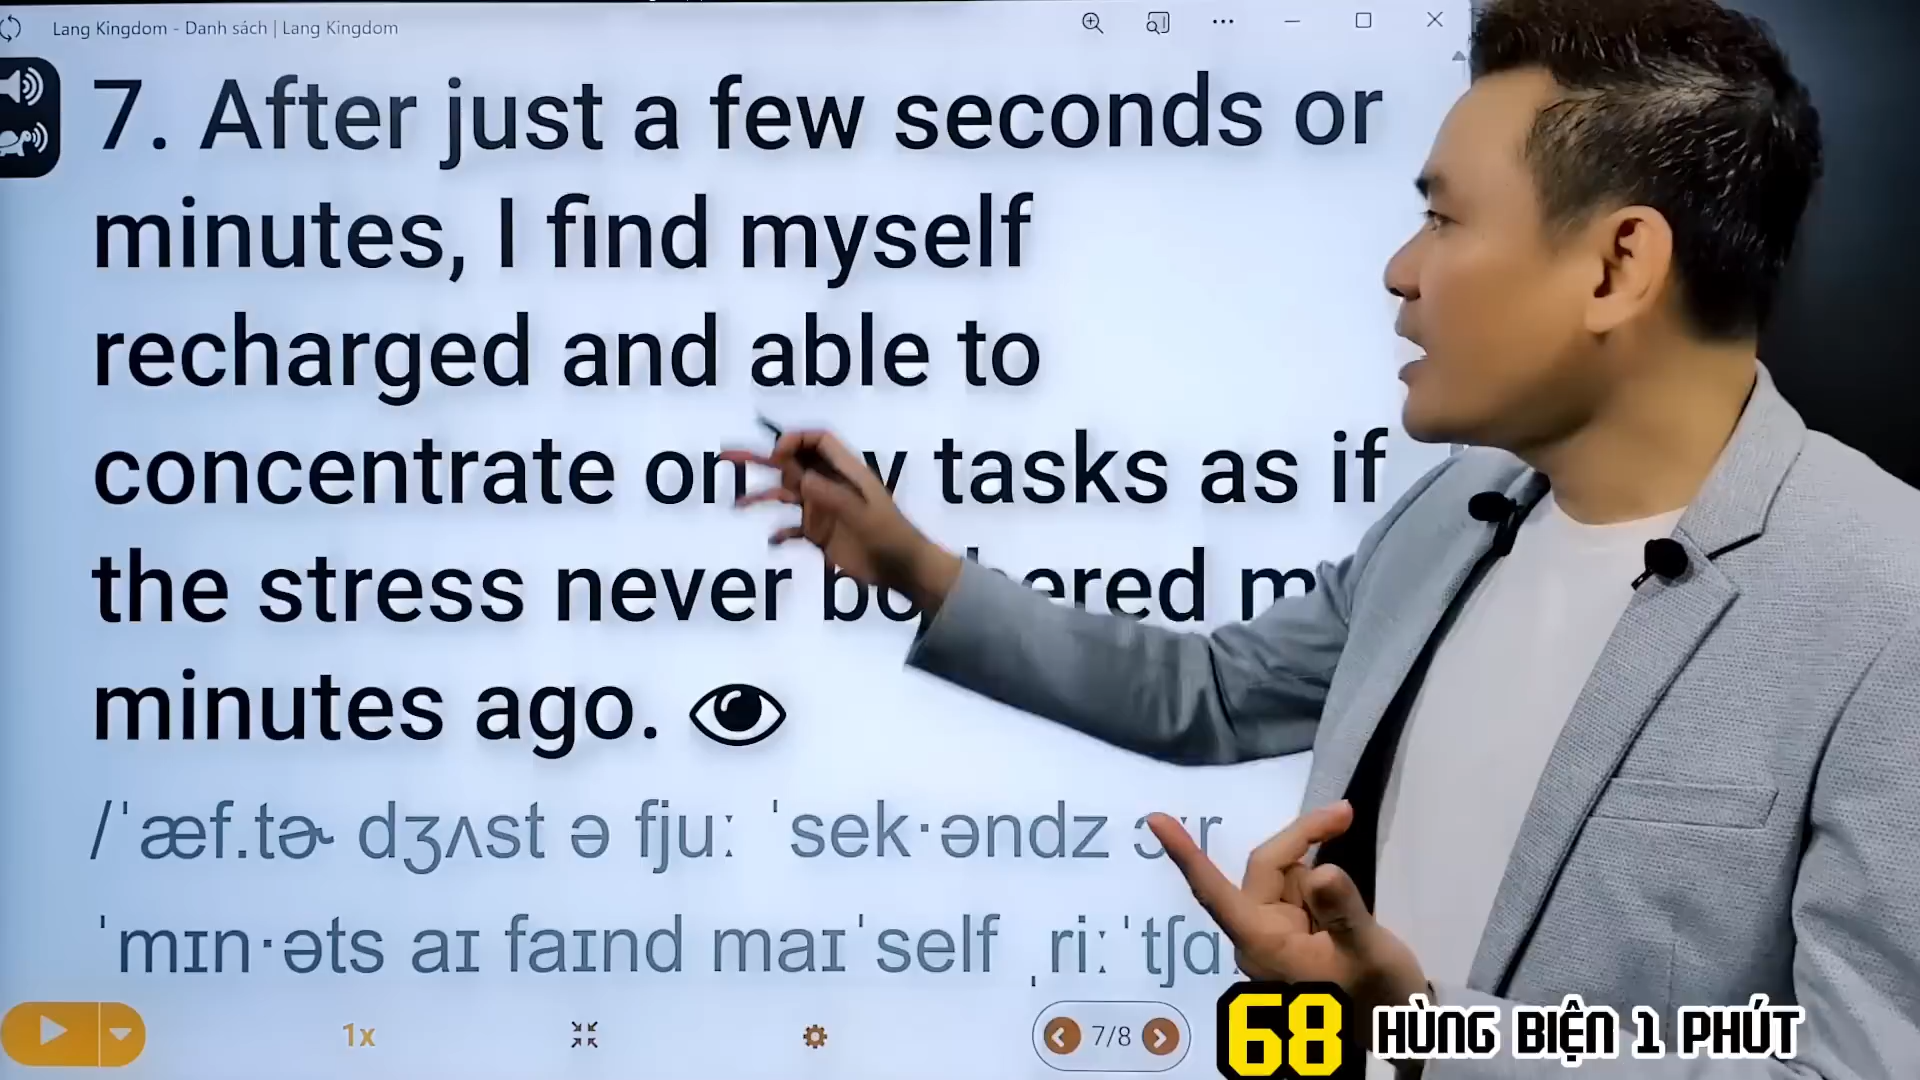 Lang Kingdom - Danh sách | Lang Kingdom
7. After just a few seconds or
minutes, I find myself
recharged and able to
concentrate on tasks as if
the stress never
minutes ago.
/ˈæf.tɚ dʒʌst ə fjuː ˈsek·əndz ɔːr
ˈmɪn·əts aɪ faɪnd maɪˈself ˌriːˈtʃɑː
1x
7/8
68 HÙNG BIỆN 1 PHÚT